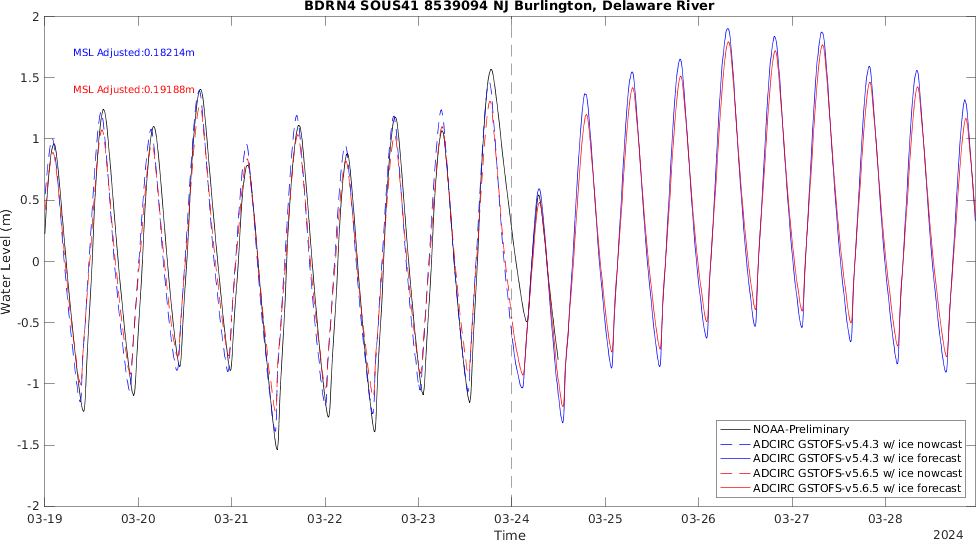 BDRN4 SOUS41 8539094 NJ Burlington, Delaware River
MSL Adjusted:0.18214m
MSL Adjusted:0.19188m
Water Level (m)
2
1.5
1
0.5
0
-0.5
-1
-1.5
-2
NOAA-Preliminary
ADCIRC GSTOFS-v5.4.3 w/ ice nowcast
ADCIRC GSTOFS-v5.4.3 w/ ice forecast
ADCIRC GSTOFS-v5.6.5 w/ ice nowcast
ADCIRC GSTOFS-v5.6.5 w/ ice forecast
03-19 03-20 03-21 03-22 03-23 03-24 03-25 03-26 03-27 03-28
Time
2024